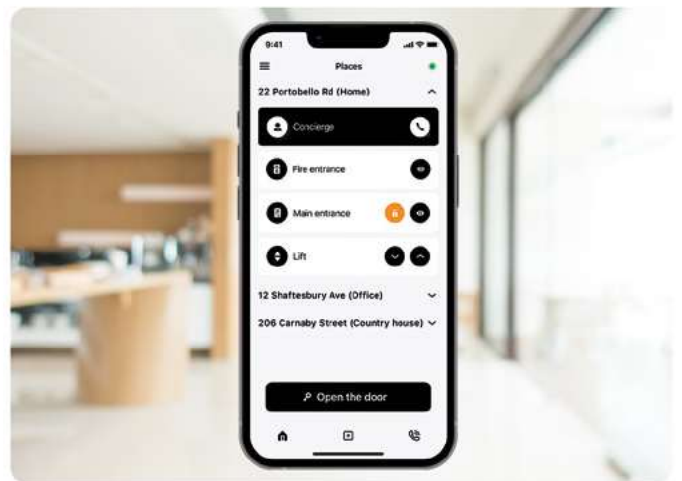 9:41
Places
22 Portobello Rd (Home)
Concierge
Fire entrance
Main entrance
Lift
12 Shaftesbury Ave (Office)
206 Carnaby Street (Country house)
Open the door